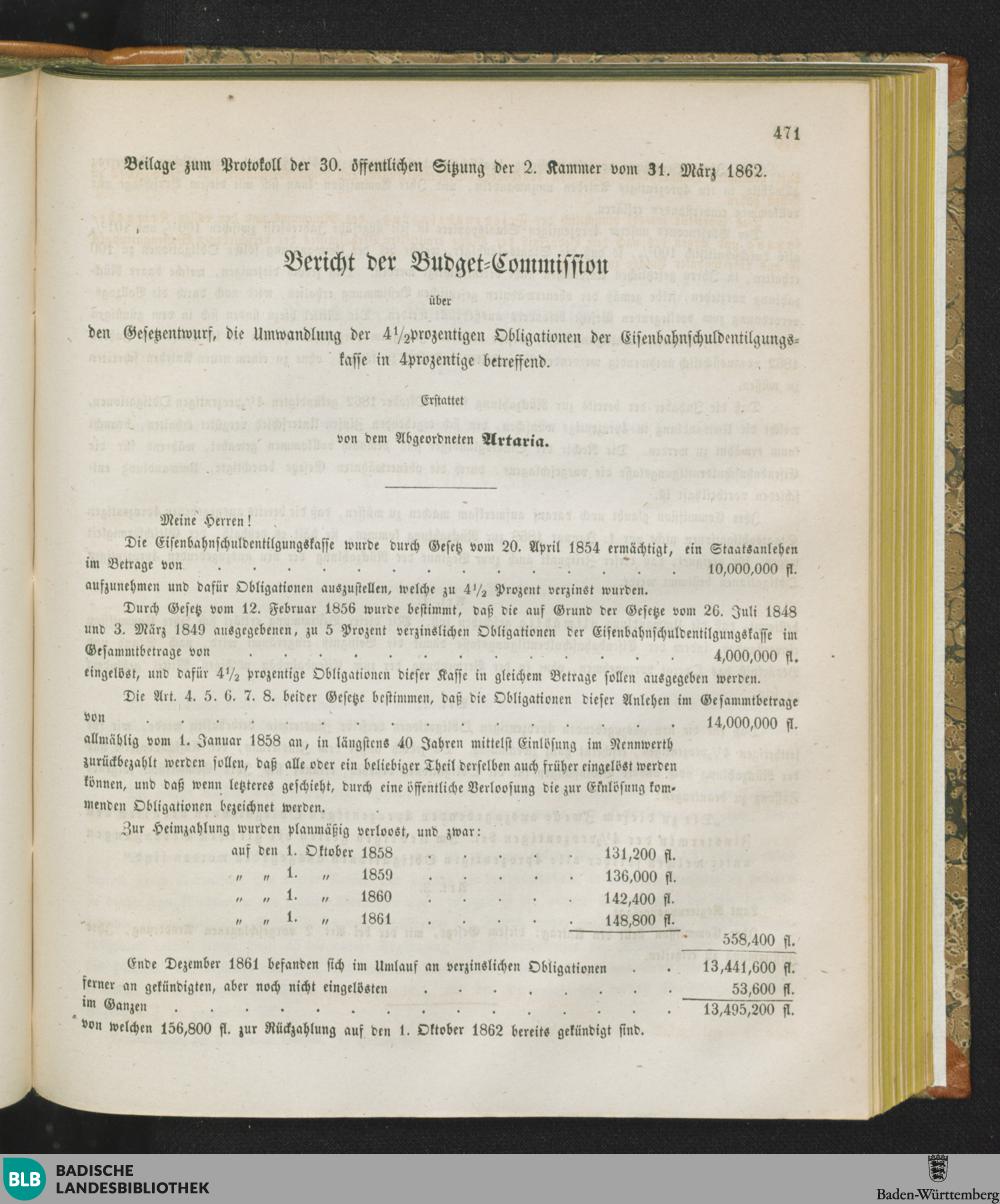 471
Beilage zum Protokoll der 30. öffentlichen Sitzung der 2. Kammer vom 31. März 1862.
Bericht der Budget-Commission
über
den Gesetzentwurf, die Umwandlung der 4½prozentigen Obligationen der Eisenbahnschuldentilgungs-
kasse in 4prozentige betreffend.
Erstattet
von dem Abgeordneten Artaria.
Meine Herren!
Die Eisenbahnschuldentilgungskasse wurde durch Gesetz vom 20. April 1854 ermächtigt, ein Staatsanlehen
im Betrage von . . . . . . . . . . . . . 10,000,000 fl.
aufzunehmen und dafür Obligationen auszustellen, welche zu 4½ Prozent verzinst wurden.
Durch Gesetz vom 12. Februar 1856 wurde bestimmt, daß die auf Grund der Gesetze vom 26. Juli 1848
und 3. März 1849 ausgegebenen, zu 5 Prozent verzinslichen Obligationen der Eisenbahnschuldentilgungskasse im
Gesammtbetrage von . . . . . . . . . . . . . 4,000,000 fl.
eingelöst, und dafür 4½ prozentige Obligationen dieser Kasse in gleichem Betrage sollen ausgegeben werden.
Die Art. 4. 5. 6. 7. 8. beider Gesetze bestimmen, daß die Obligationen dieser Anlehen im Gesammtbetrage
von . . . . . . . . . . . . . . . . 14,000,000 fl.
allmählig vom 1. Januar 1858 an, in längstens 40 Jahren mittelst Einlösung im Nennwerth
zurückbezahlt werden sollen, daß alle oder ein beliebiger Theil derselben auch früher eingelöst werden
können, und daß wenn letzteres geschieht, durch eine öffentliche Verloosung die zur Einlösung kom-
menden Obligationen bezeichnet werden.
Zur Heimzahlung wurden planmäßig verloost, und zwar:
auf den 1. Oktober 1858 . . . . . 131,200 fl.
„ „ 1. „ 1859 . . . . . 136,000 fl.
„ „ 1. „ 1860 . . . . . 142,400 fl.
„ „ 1. „ 1861 . . . . . 148,800 fl.
558,400 fl.
Ende Dezember 1861 befanden sich im Umlauf an verzinslichen Obligationen . . 13,441,600 fl.
ferner an gekündigten, aber noch nicht eingelösten . . . . . . . . 53,600 fl.
im Ganzen . . . . . . . . . . . . . . . 13,495,200 fl.
von welchen 156,800 fl. zur Rückzahlung auf den 1. Oktober 1862 bereits gekündigt sind.
BLB
BADISCHE
LANDESBIBLIOTHEK
Baden-Württemberg